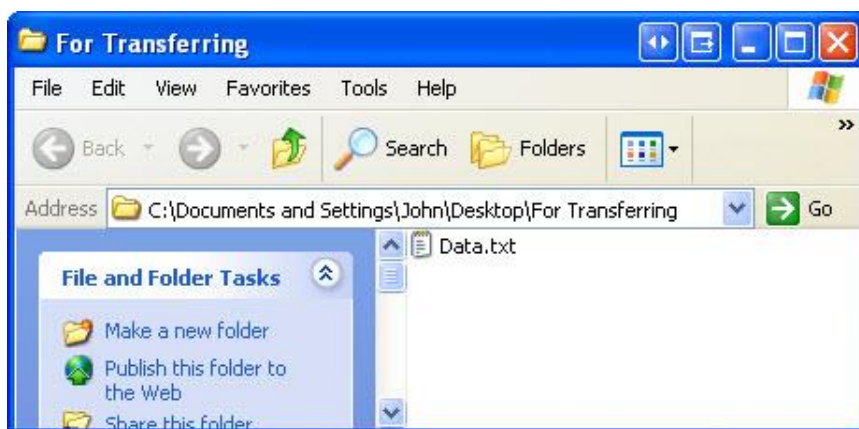 For Transferring
File Edit View Favorites Tools Help
Back Search Folders »
Address C:\Documents and Settings\John\Desktop\For Transferring Go
File and Folder Tasks
Make a new folder
Publish this folder to
the Web
Share this folder
Data.txt